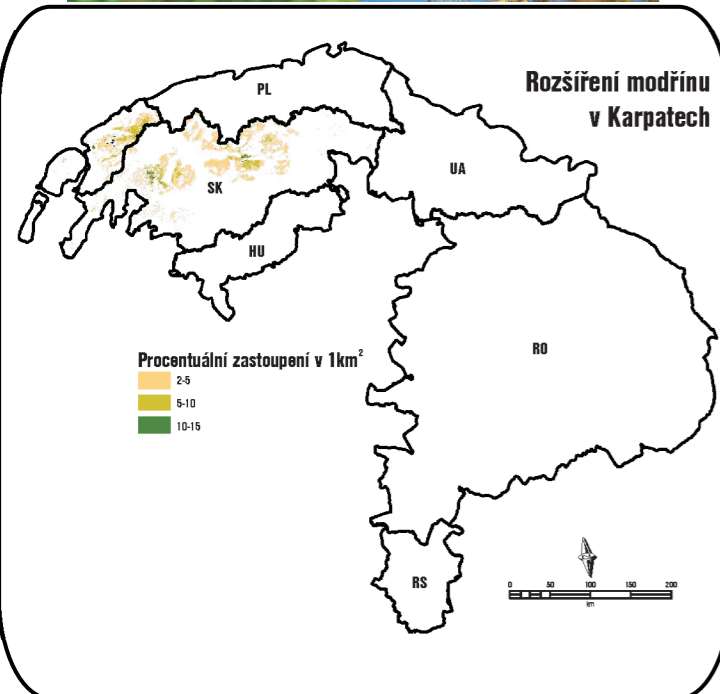 Rozšíření modřínu
v Karpatech
PL
UA
SK
HU
RO
Procentuální zastoupení v 1km²
2-5
5-10
10-15
RS
0 50 100 150 200
km